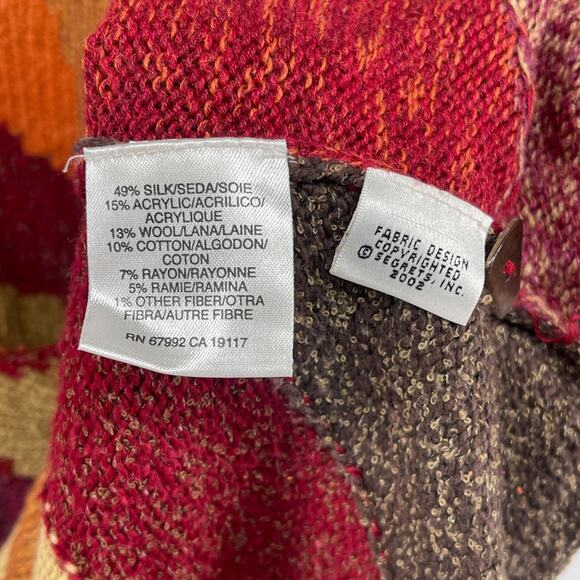 49% SILK/SEDA/SOIE
15% ACRYLIC/ACRILICO/
ACRYLIQUE
13% WOOL/LANA/LAINE
10% COTTON/ALGODON/
COTON
7% RAYON/RAYONNE
5% RAMIE/RAMINA
1% OTHER FIBER/OTRA
FIBRA/AUTRE FIBRE
RN 67992 CA 19117
FABRIC DESIGN
COPYRIGHTED
© SEGRETS, INC.
2002